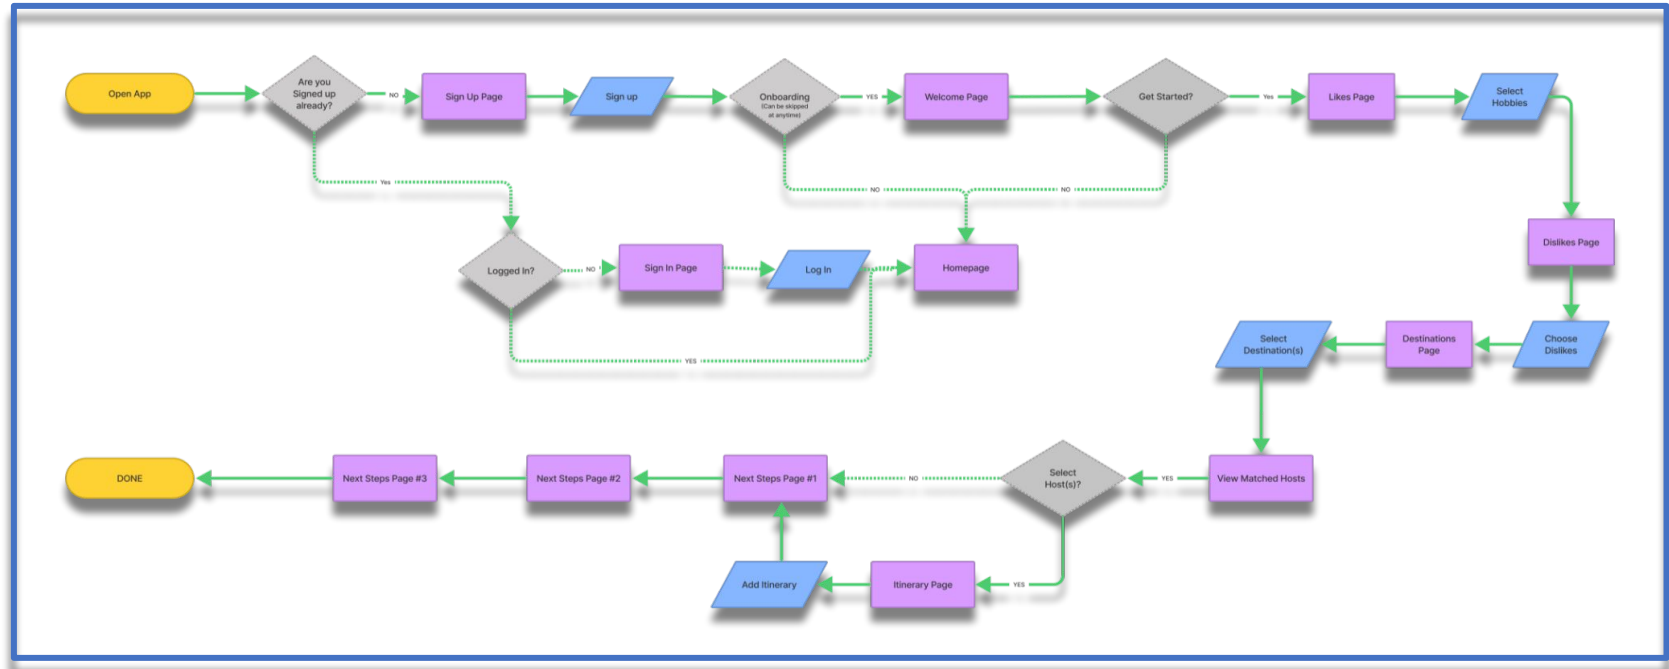 Open App
Are you
Signed up
already?
NO
Sign Up Page
Sign up
Onboarding
(Can be skipped
at anytime)
YES
Welcome Page
Get Started?
Yes
Likes Page
Select
Hobbies
Yes
NO
NO
Dislikes Page
Logged In?
NO
Sign In Page
Log In
Homepage
YES
Select
Destination(s)
Destinations
Page
Choose
Dislikes
DONE
Next Steps Page #3
Next Steps Page #2
Next Steps Page #1
NO
Select
Host(s)?
YES
View Matched Hosts
Add Itinerary
Itinerary Page
YES